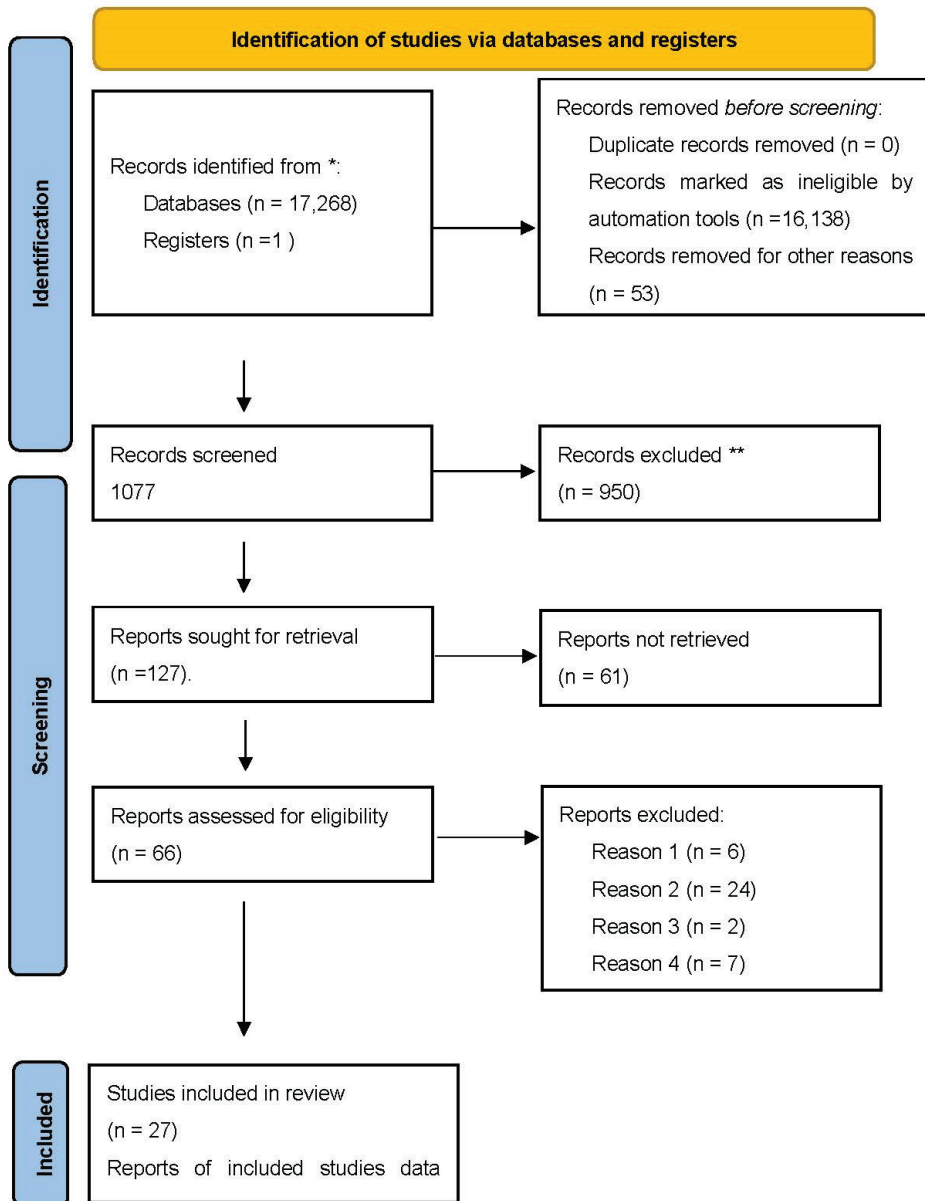 Identification of studies via databases and registers
Identification
Records identified from *:
Databases (n = 17,268)
Registers (n =1 )
Records removed before screening:
Duplicate records removed (n = 0)
Records marked as ineligible by
automation tools (n =16,138)
Records removed for other reasons
(n = 53)
Records screened
1077
Records excluded **
(n = 950)
Screening
Reports sought for retrieval
(n =127).
Reports not retrieved
(n = 61)
Reports assessed for eligibility
(n = 66)
Reports excluded:
Reason 1 (n = 6)
Reason 2 (n = 24)
Reason 3 (n = 2)
Reason 4 (n = 7)
Included
Studies included in review
(n = 27)
Reports of included studies data